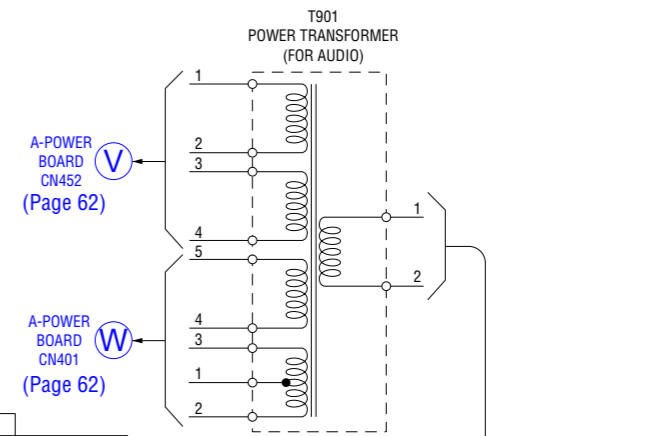 T901
POWER TRANSFORMER
(FOR AUDIO)
1
2
3
4
A-POWER
BOARD
CN452
V
(Page 62)
1
2
5
4
3
1
2
A-POWER
BOARD
CN401
W
(Page 62)